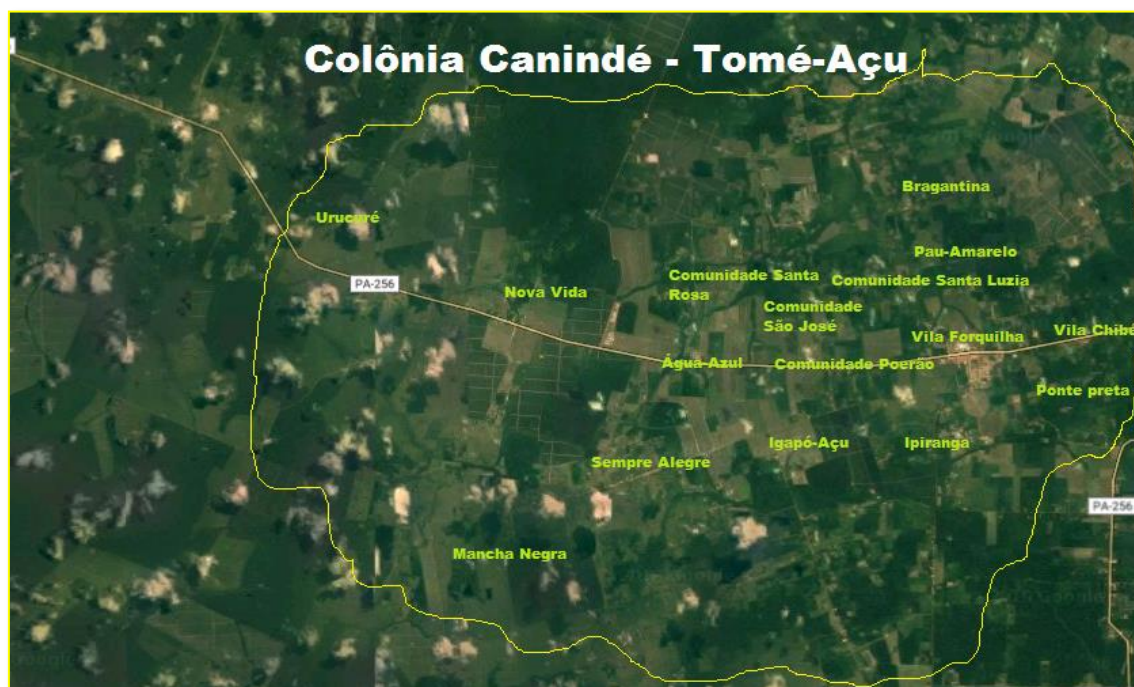 Colônia Canindé - Tomé-Açu
Bragantina
Urucuré
Pau-Amarelo
Comunidade Santa
Rosa
Comunidade Santa Luzia
PA-256
Nova Vida
Comunidade
São José
Vila Forquilha
Vila Chibé
Água-Azul
Comunidade Poerão
Ponte preta
Igapó-Açu
Ipiranga
Sempre Alegre
PA-256
Mancha Negra